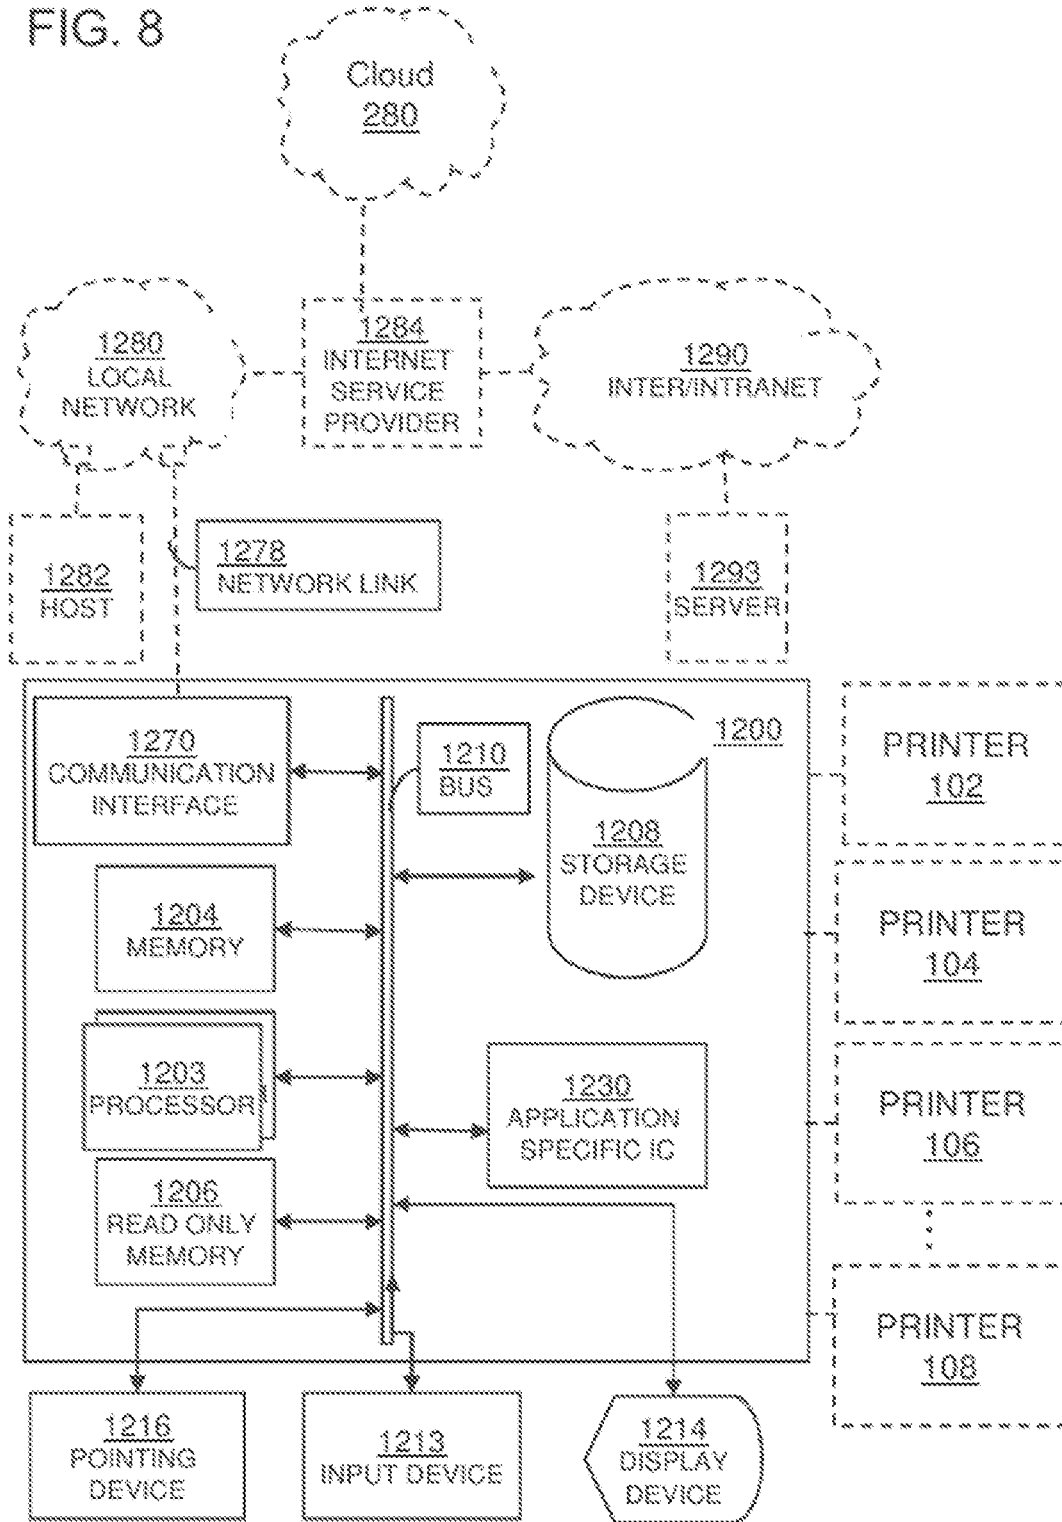 FIG. 8
Cloud
280
1280
LOCAL
NETWORK
1284
INTERNET
SERVICE
PROVIDER
1290
INTER/INTRANET
1282
HOST
1278
NETWORK LINK
1293
SERVER
1270
COMMUNICATION
INTERFACE
1210
BUS
1200
1208
STORAGE
DEVICE
1204
MEMORY
1203
PROCESSOR
1206
READ ONLY
MEMORY
1230
APPLICATION
SPECIFIC IC
PRINTER
102
PRINTER
104
PRINTER
106
PRINTER
108
1216
POINTING
DEVICE
1213
INPUT DEVICE
1214
DISPLAY
DEVICE